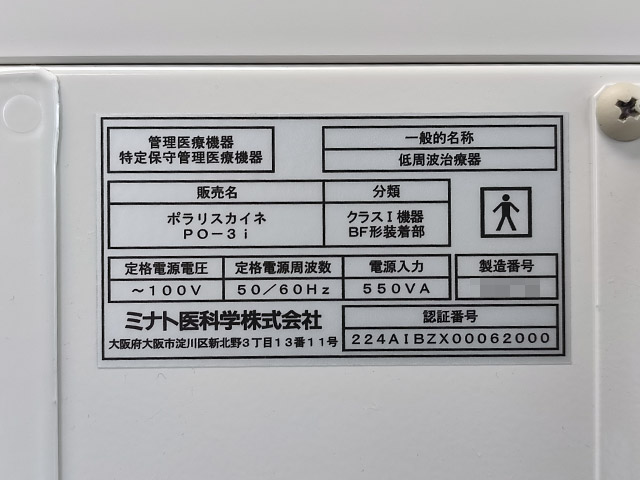 管理医療機器
特定保守管理医療機器
一般的名称
低周波治療器
販売名
分類
ポラリスカイネ
PO-3i
クラスⅠ機器
BF形装着部
定格電源電圧
定格電源周波数
電源入力
製造番号
～100V
50/60Hz
550VA
ミナト医科学株式会社
大阪府大阪市淀川区新北野3丁目13番11号
認証番号
224AIBZX00062000